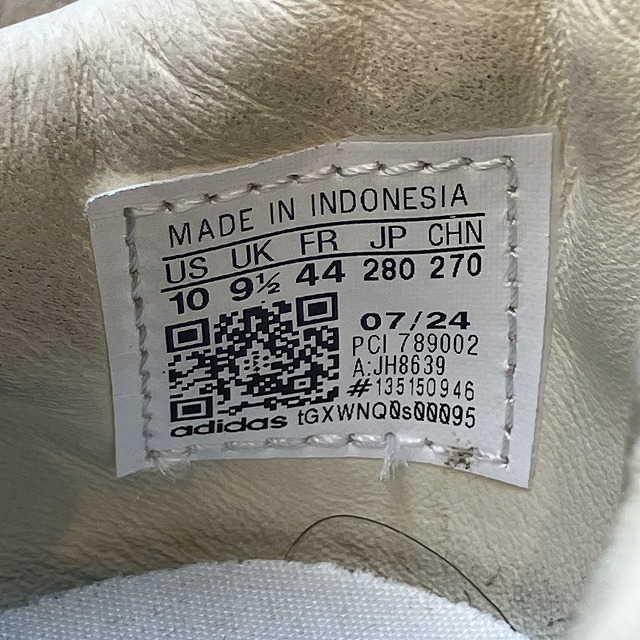 MADE IN INDONESIA
US UK FR JP CHN
10 9½ 44 280 270
07/24
PCI 789002
A:JH8639
#135150946
adidas tGXWNQ0s00095